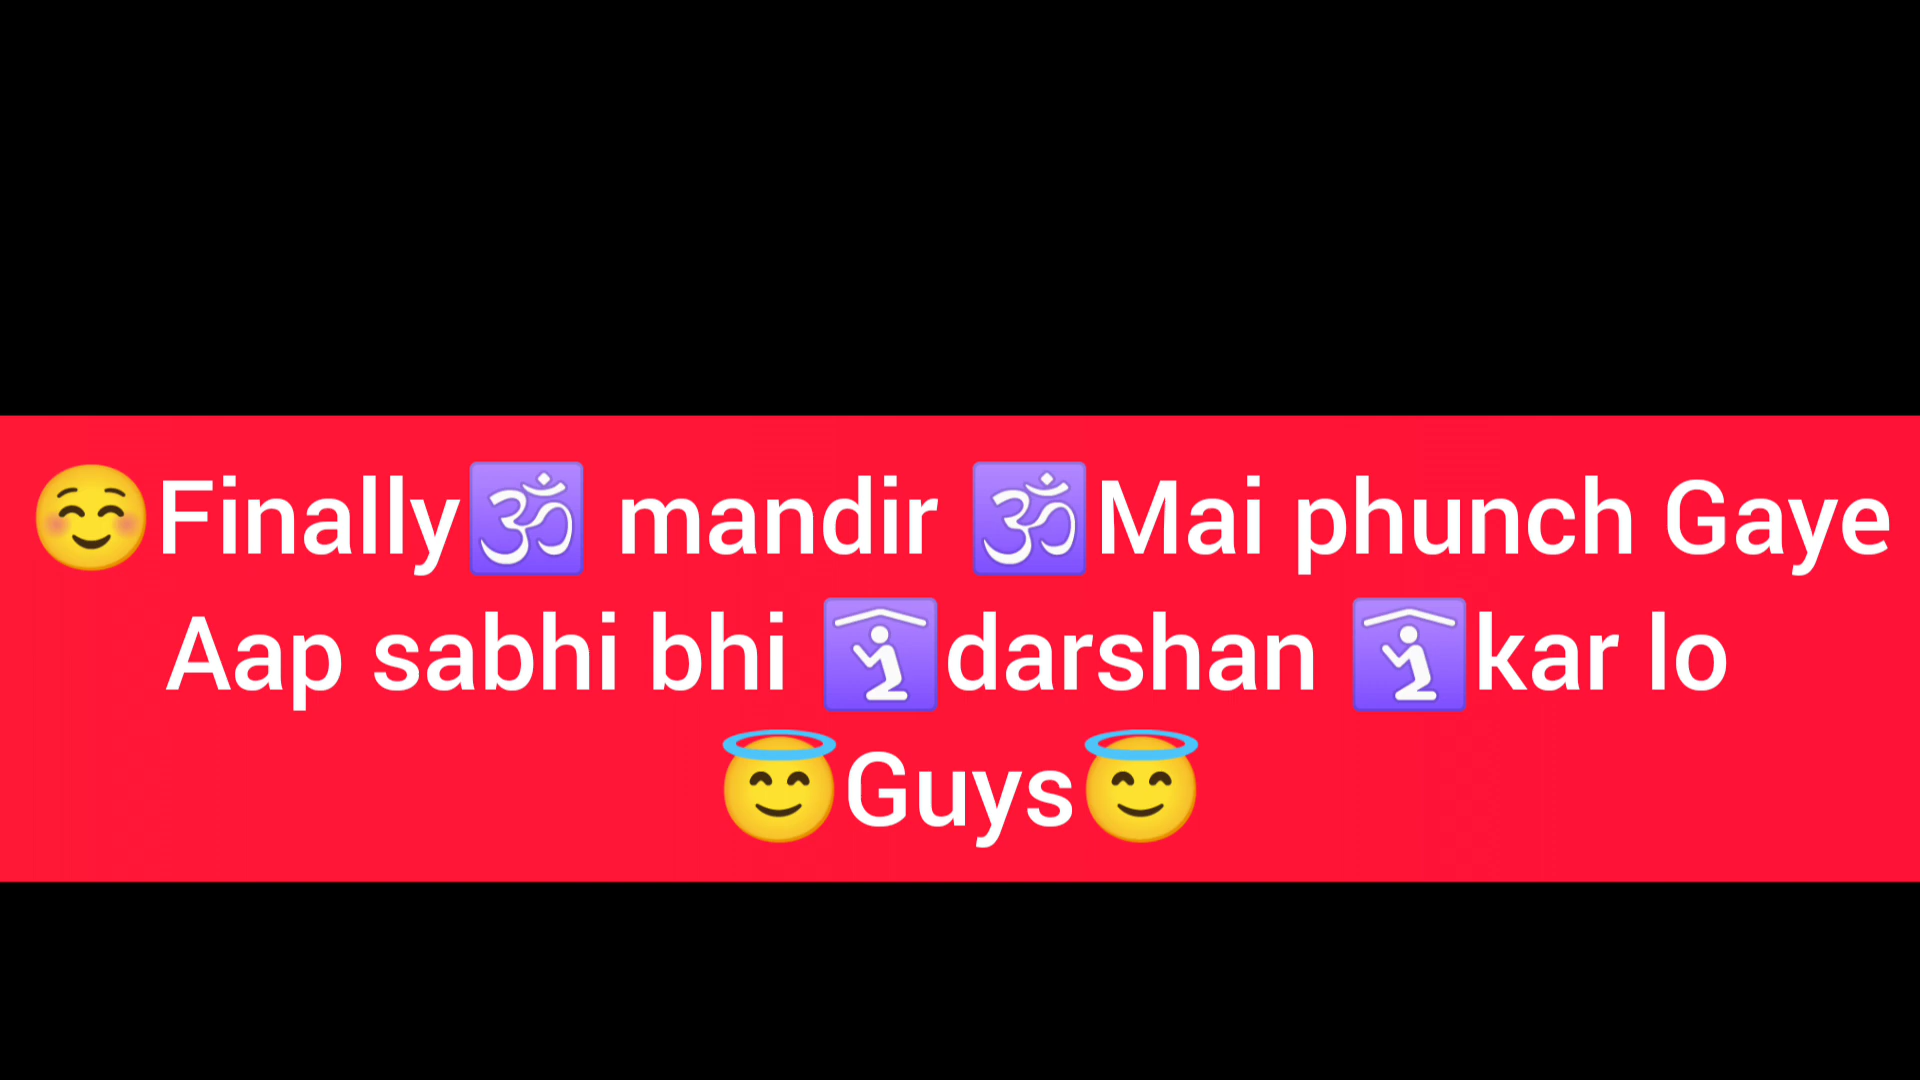 ☺️Finally🕉️ mandir 🕉️Mai phunch Gaye
Aap sabhi bhi 🛐darshan 🛐kar lo
😇Guys😇